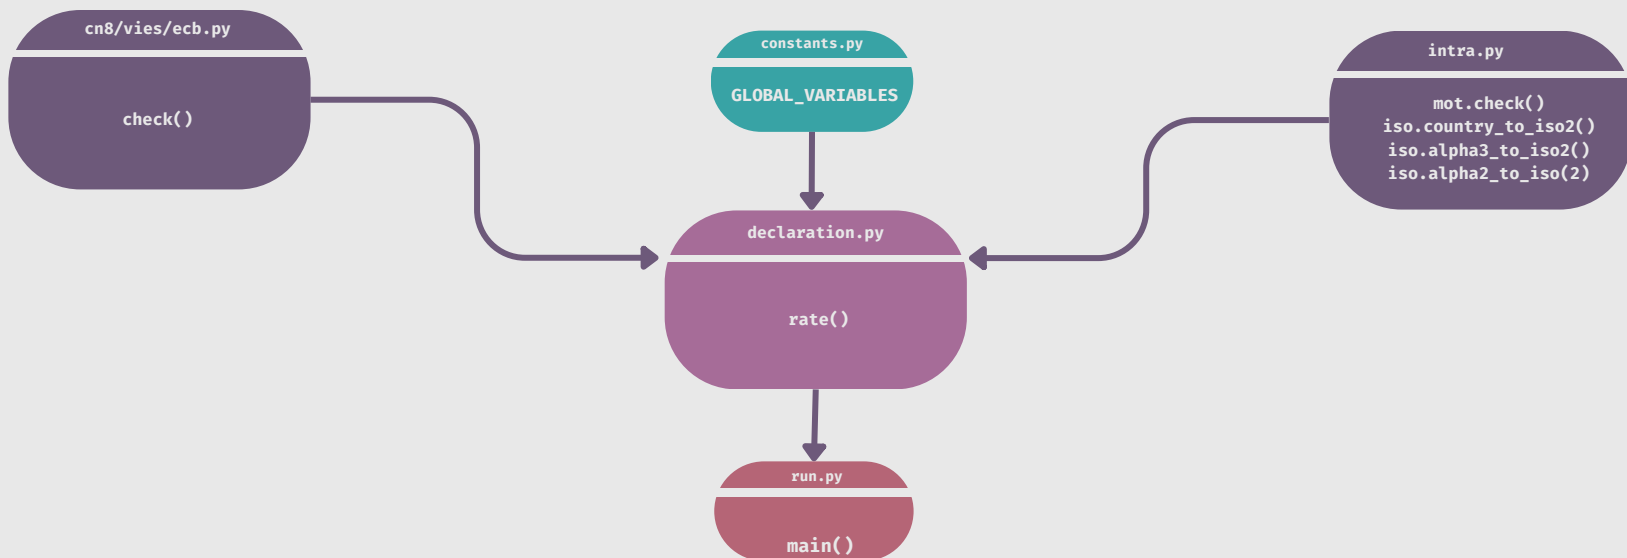 cn8/vies/ecb.py
check()
constants.py
GLOBAL_VARIABLES
intra.py
mot.check()
iso.country_to_iso2()
iso.alpha3_to_iso2()
iso.alpha2_to_iso(2)
declaration.py
rate()
run.py
main()